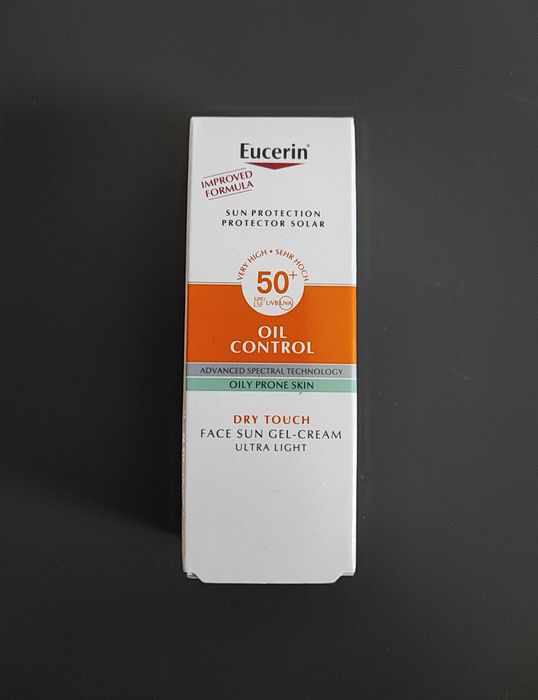 Eucerin®
IMPROVED
FORMULA
SUN PROTECTION
PROTECTOR SOLAR
VERY HIGH • SEHR HOCH
50+
SPF/
LSF UVB UVA
OIL
CONTROL
ADVANCED SPECTRAL TECHNOLOGY
OILY PRONE SKIN
DRY TOUCH
FACE SUN GEL-CREAM
ULTRA LIGHT